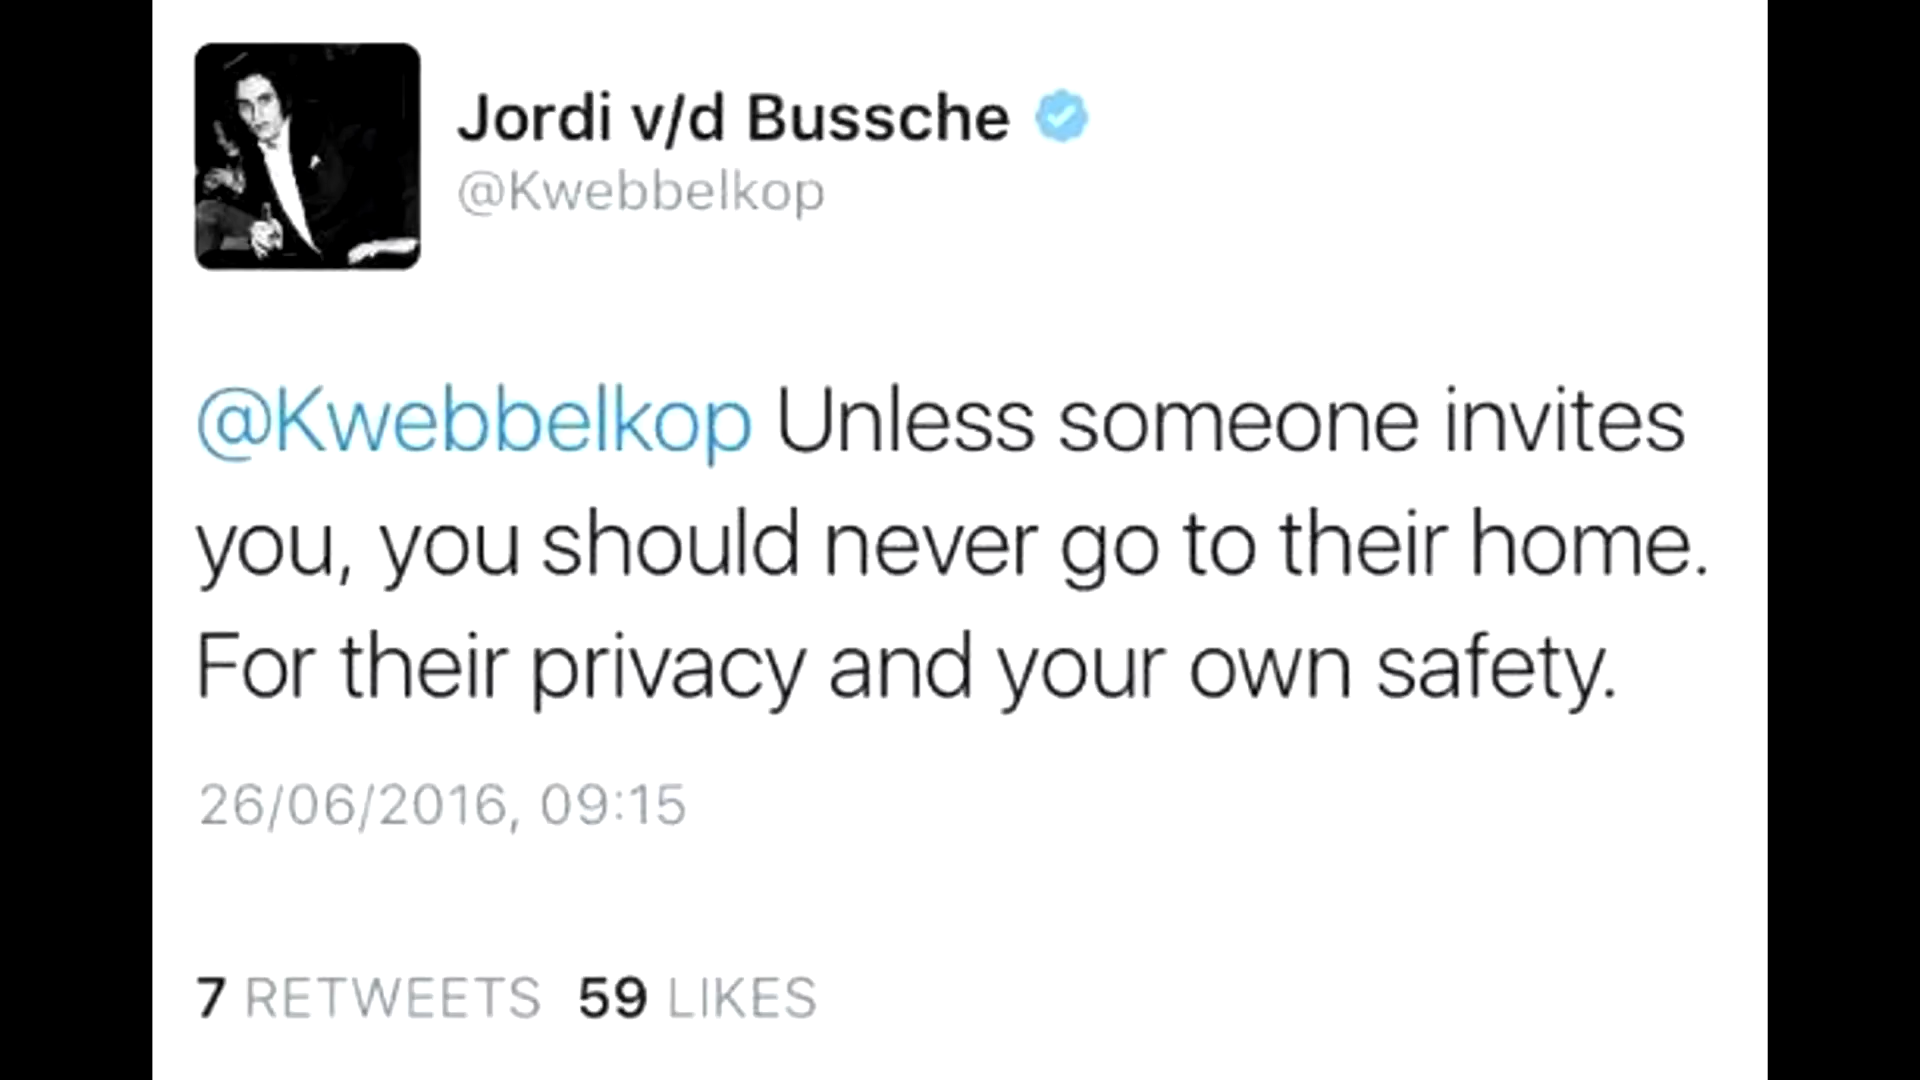 Jordi v/d Bussche
@Kwebbelkop
@Kwebbelkop Unless someone invites
you, you should never go to their home.
For their privacy and your own safety.
26/06/2016, 09:15
7 RETWEETS 59 LIKES